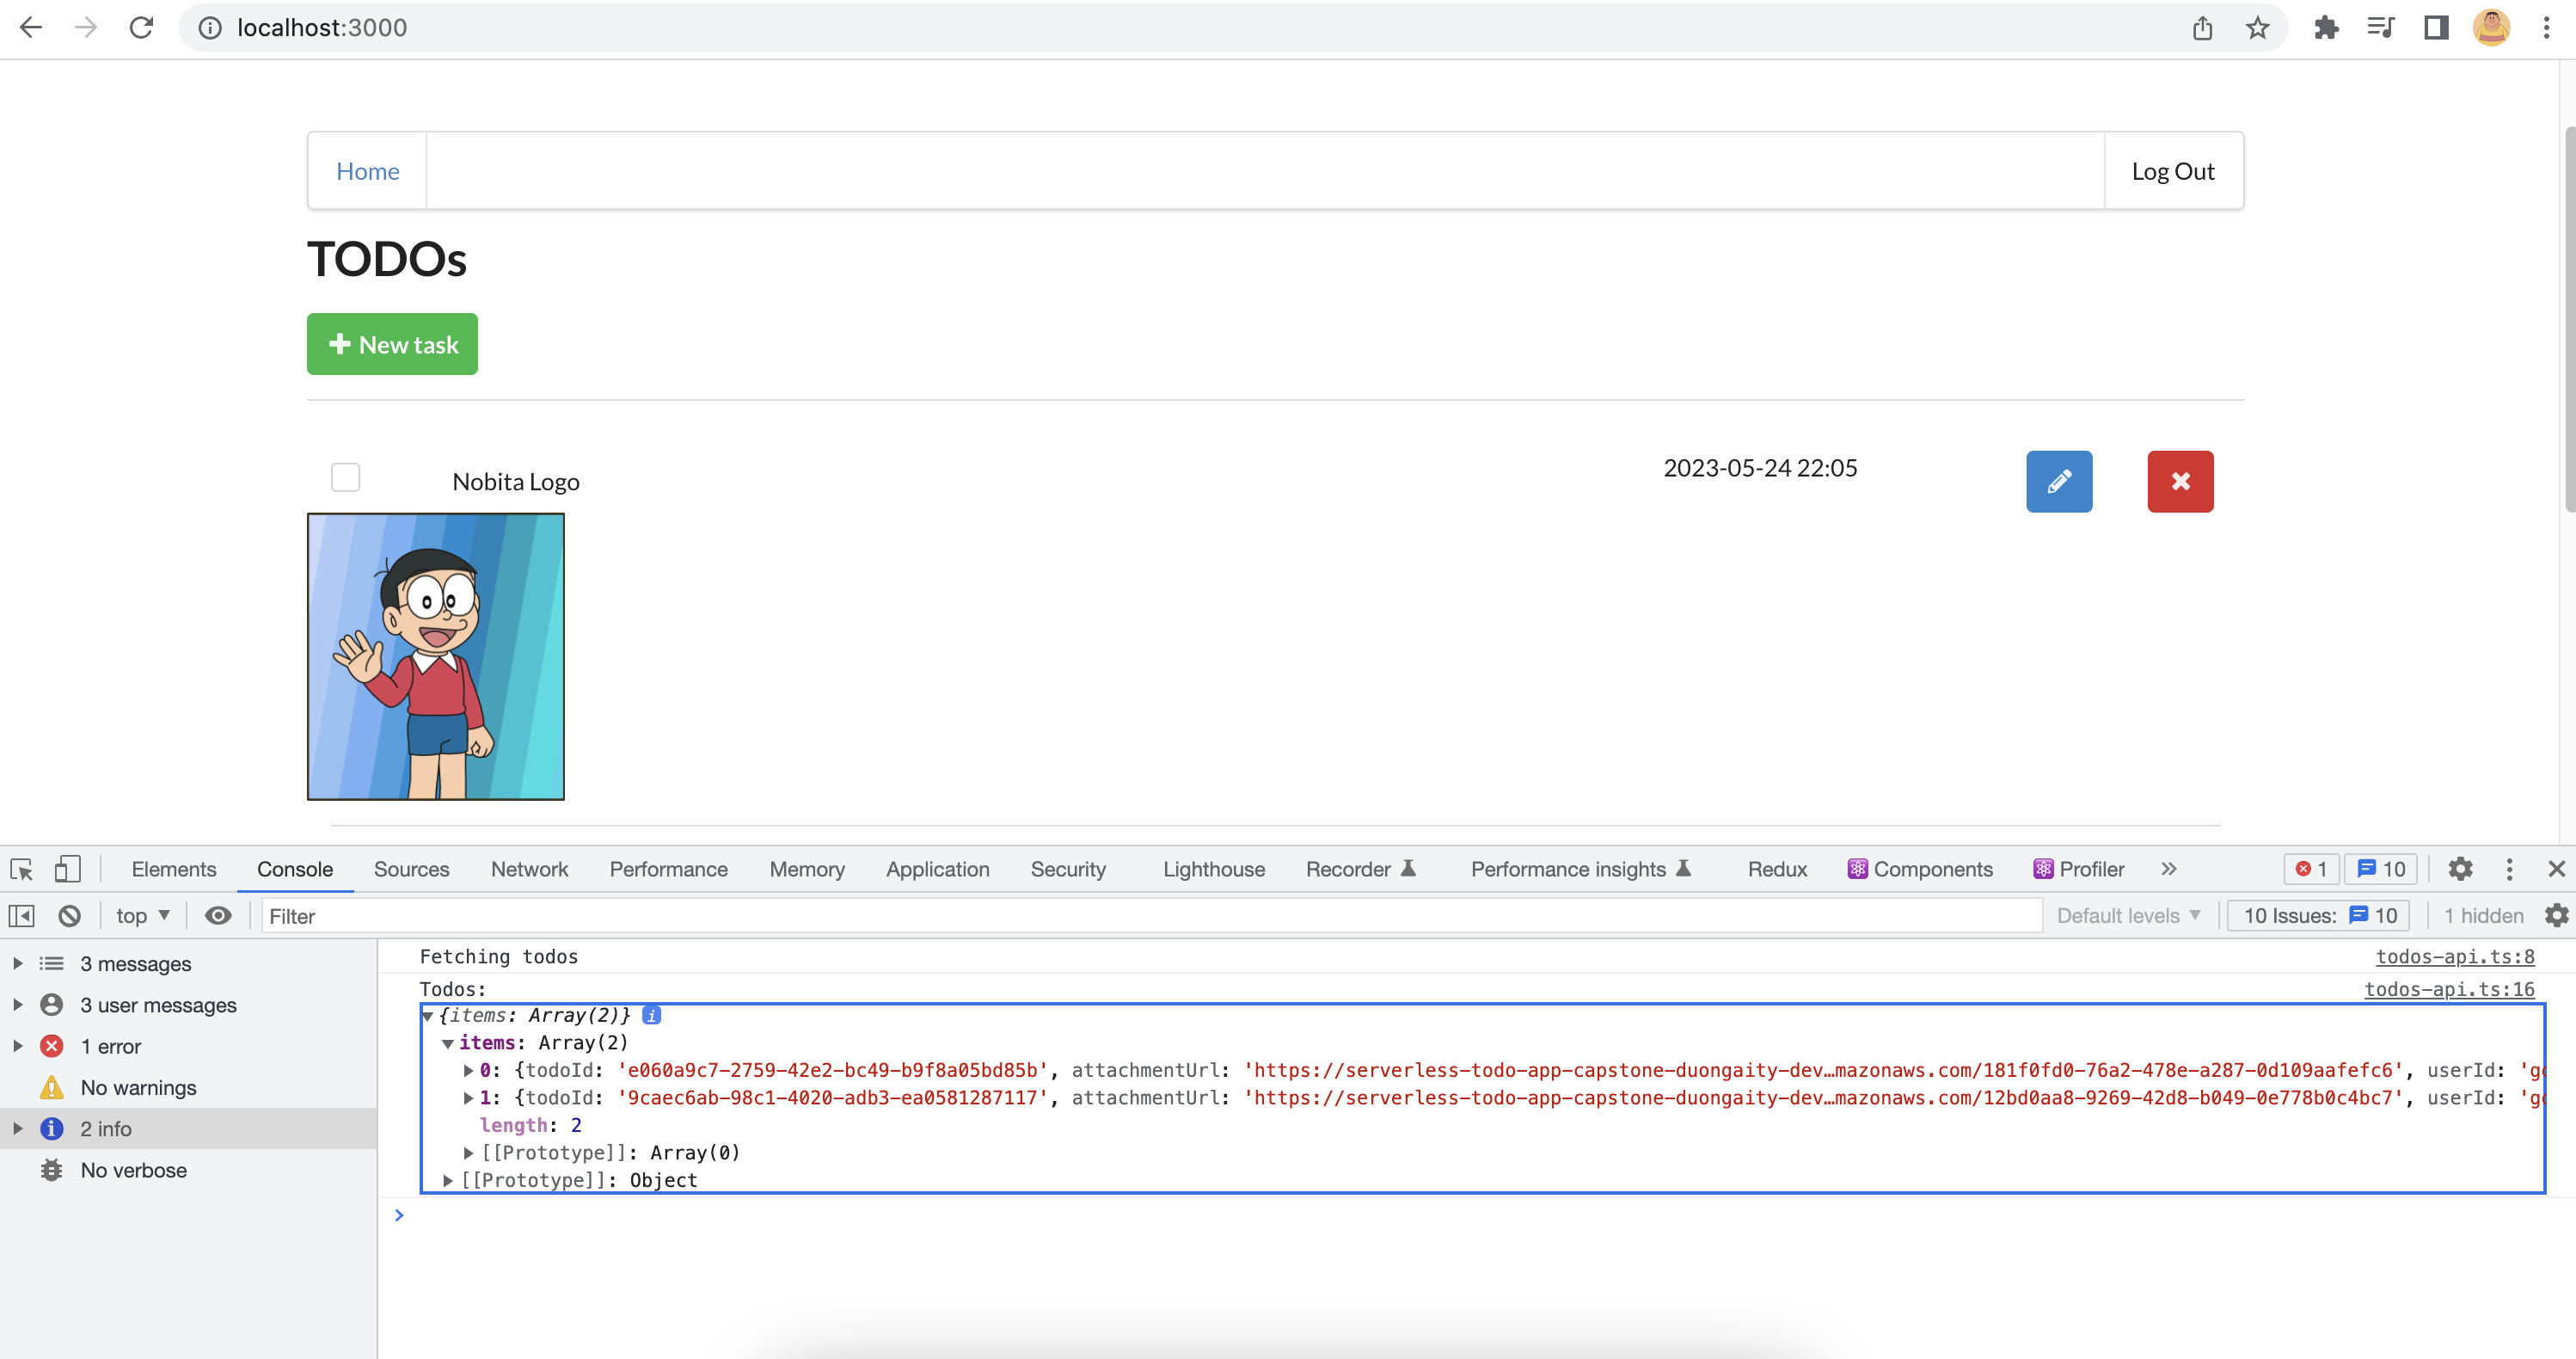 localhost:3000
Home
Log Out
TODOs
New task
Nobita Logo
2023-05-24 22:05
Elements Console Sources Network Performance Memory Application Security Lighthouse Recorder Performance insights Redux Components Profiler 1 10
top Filter Default levels 10 Issues: 10 1 hidden
3 messages
3 user messages
1 error
No warnings
2 info
No verbose
Fetching todos todos-api.ts:8
Todos: todos-api.ts:16
{items: Array(2)}
items: Array(2)
0: {todoId: 'e060a9c7-2759-42e2-bc49-b9f8a05bd85b', attachmentUrl: 'https://serverless-todo-app-capstone-duongaity-dev…mazonaws.com/181f0fd0-76a2-478e-a287-0d109aafefc6', userId: 'go
1: {todoId: '9caec6ab-98c1-4020-adb3-ea0581287117', attachmentUrl: 'https://serverless-todo-app-capstone-duongaity-dev…mazonaws.com/12bd0aa8-9269-42d8-b049-0e778b0c4bc7', userId: 'go
length: 2
[[Prototype]]: Array(0)
[[Prototype]]: Object